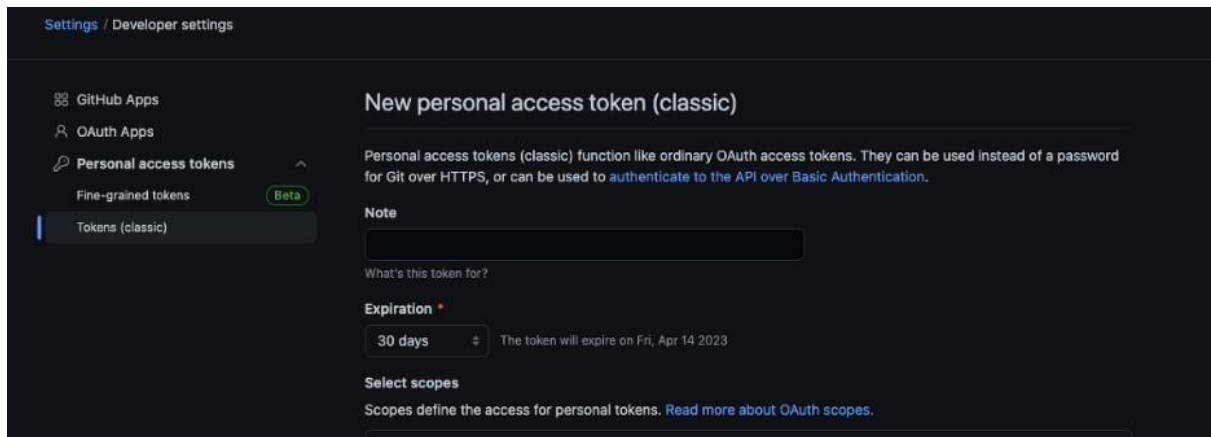 Settings / Developer settings
GitHub Apps
OAuth Apps
Personal access tokens
Fine-grained tokens
Beta
Tokens (classic)
New personal access token (classic)
Personal access tokens (classic) function like ordinary OAuth access tokens. They can be used instead of a password
for Git over HTTPS, or can be used to authenticate to the API over Basic Authentication.
Note
What's this token for?
Expiration *
30 days
The token will expire on Fri, Apr 14 2023
Select scopes
Scopes define the access for personal tokens. Read more about OAuth scopes.